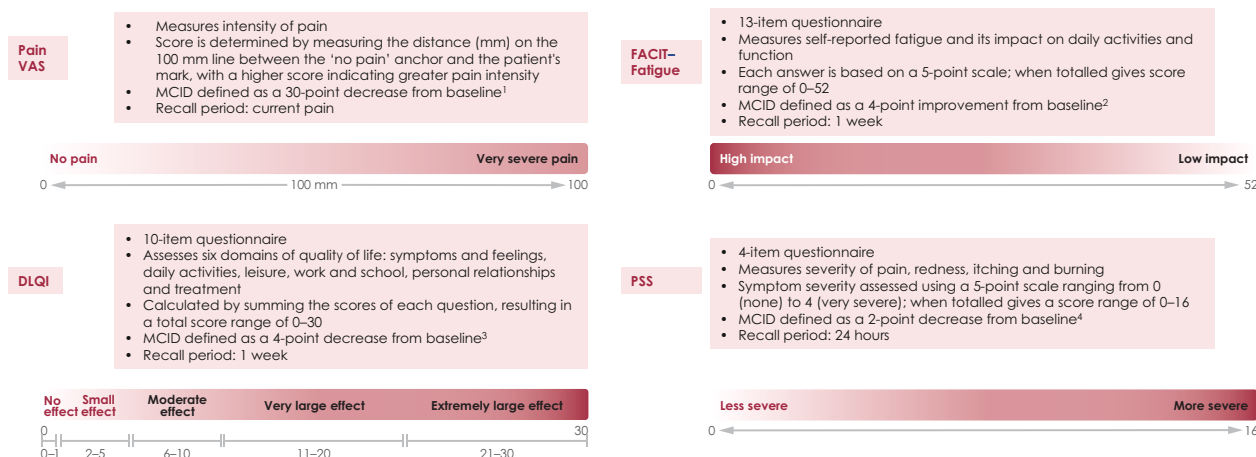 Pain
VAS
• Measures intensity of pain
• Score is determined by measuring the distance (mm) on the
100 mm line between the 'no pain' anchor and the patient's
mark, with a higher score indicating greater pain intensity
• MCID defined as a 30-point decrease from baseline¹
• Recall period: current pain
No pain
Very severe pain
0
100 mm
100
FACIT–
Fatigue
• 13-item questionnaire
• Measures self-reported fatigue and its impact on daily activities and
function
• Each answer is based on a 5-point scale; when totalled gives score
range of 0–52
• MCID defined as a 4-point improvement from baseline²
• Recall period: 1 week
High impact
Low impact
0
52
DLQI
• 10-item questionnaire
• Assesses six domains of quality of life: symptoms and feelings,
daily activities, leisure, work and school, personal relationships
and treatment
• Calculated by summing the scores of each question, resulting in
a total score range of 0–30
• MCID defined as a 4-point decrease from baseline³
• Recall period: 1 week
No
effect
Small
effect
Moderate
effect
Very large effect
Extremely large effect
0
30
0–1
2–5
6–10
11–20
21–30
PSS
• 4-item questionnaire
• Measures severity of pain, redness, itching and burning
• Symptom severity assessed using a 5-point scale ranging from 0
(none) to 4 (very severe); when totalled gives a score range of 0–16
• MCID defined as a 2-point decrease from baseline⁴
• Recall period: 24 hours
Less severe
More severe
0
16